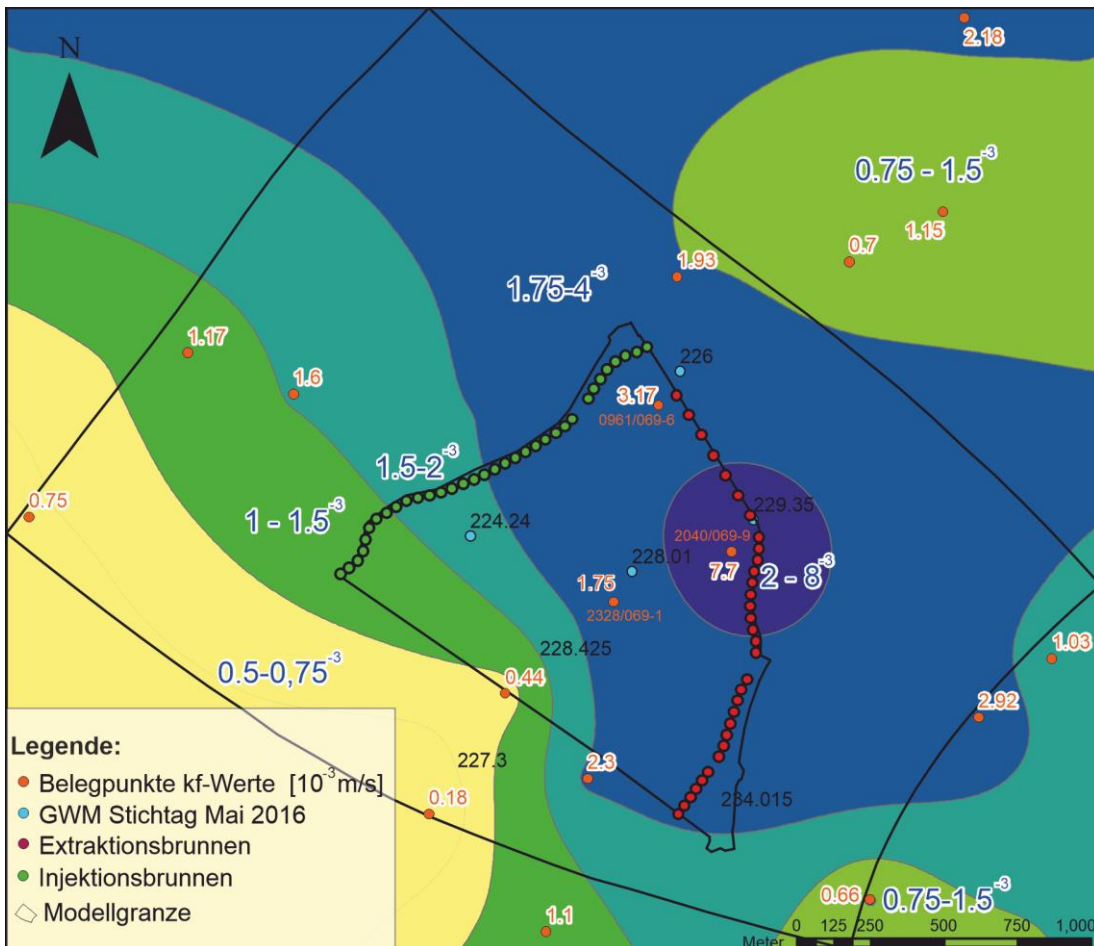 2.18
N
0.75 - 1.5⁻³
1.15
0.7
1.93
1.75-4⁻³
1.17
226
1.6
3.17
0961/069-6
1.5-2⁻³
0.75
1 - 1.5⁻³
224.24
229.35
2040/069-9
228.01
7.7
2 - 8⁻³
1.75
2328/069-1
228.425
1.03
0.5-0,75⁻³
0.44
2.92
Legende:
227.3
2.3
Belegpunkte kf-Werte [10⁻³m/s]
234.015
GWM Stichtag Mai 2016
0.18
Extraktionsbrunnen
Injektionsbrunnen
0.66
0.75-1.5⁻³
Modellgranze
1.1
0 125 250 500 750 1,000
Meter